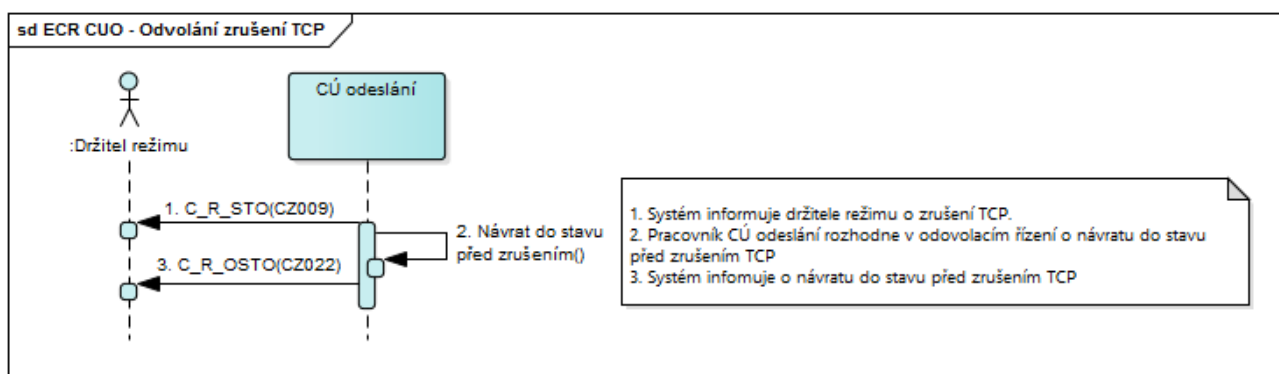 sd ECR CUO - Odvolání zrušení TCP
CÚ odeslání
:Držitel režimu
1. C_R_STO(CZ009)
2. Návrat do stavu
před zrušením()
3. C_R_OSTO(CZ022)
1. Systém informuje držitele režimu o zrušení TCP.
2. Pracovník CÚ odeslání rozhodne v odovolacím řízení o návratu do stavu
před zrušením TCP
3. Systém infomuje o návratu do stavu před zrušením TCP